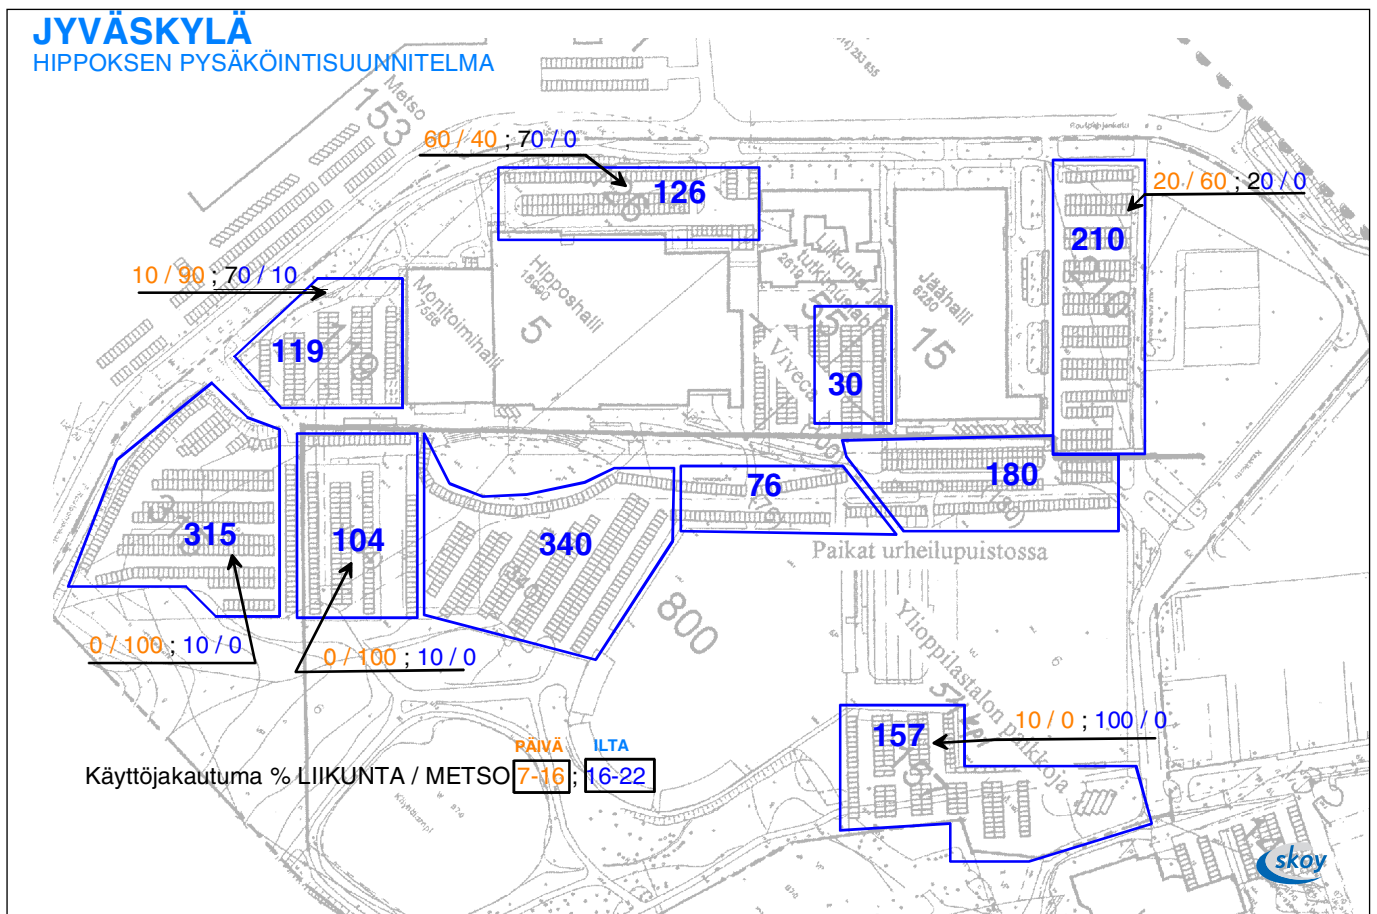 JYVÄSKYLÄ
HIPPOKSEN PYSÄKÖINTISUUNNITELMA
Metso
153
60 / 40 ; 70 / 0
126
20 / 60 ; 20 / 0
210
10 / 90 ; 70 / 10
119
Monitoimihalli
Hipposhalli
5
Liikunta
55
Viveca
30
Jäähalli
6250
15
315
104
340
76
180
Paikat urheilupuistossa
800
0 / 100 ; 10 / 0
0 / 100 ; 10 / 0
Ylioppilastalon paikkoja
10 / 0 ; 100 / 0
157
PÄIVÄ ILTA
Käyttöjakautuma % LIIKUNTA / METSO 7-16 ; 16-22
skoy